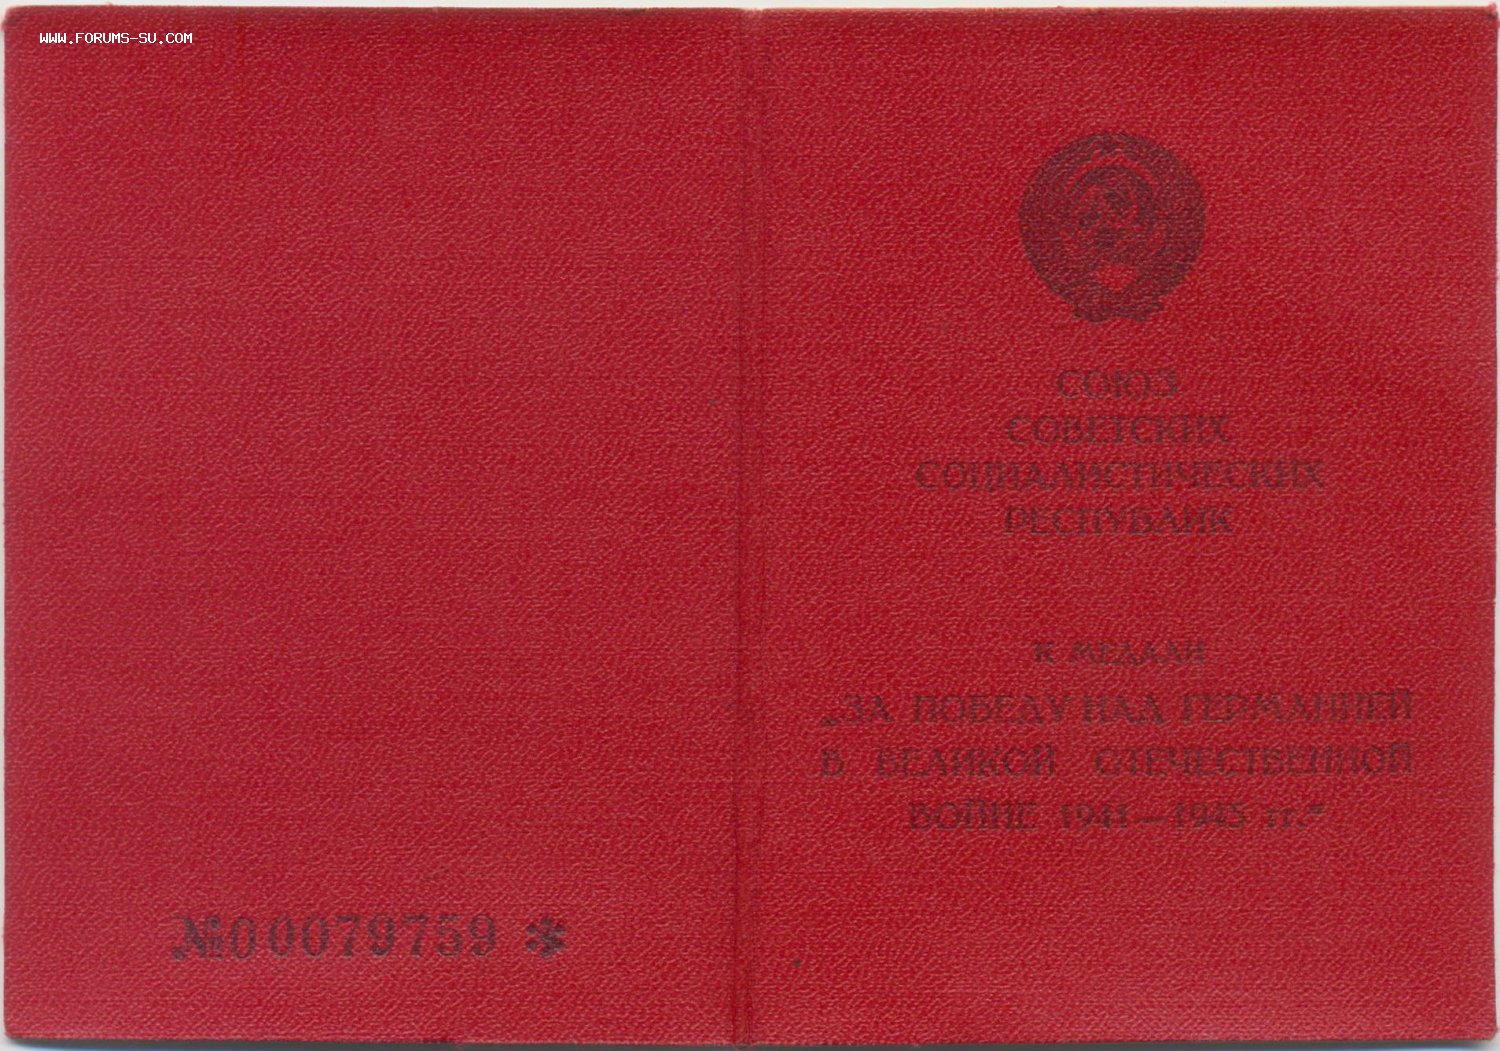 WWW.FORUMS-SU.COM
СОЮЗ
СОВЕТСКИХ
СОЦИАЛИСТИЧЕСКИХ
РЕСПУБЛИК
К МЕДАЛИ
„ЗА ПОБЕДУ НАД ГЕРМАНИЕЙ
В ВЕЛИКОЙ ОТЕЧЕСТВЕННОЙ
ВОЙНЕ 1941—1945 гг.“
№00079759 *